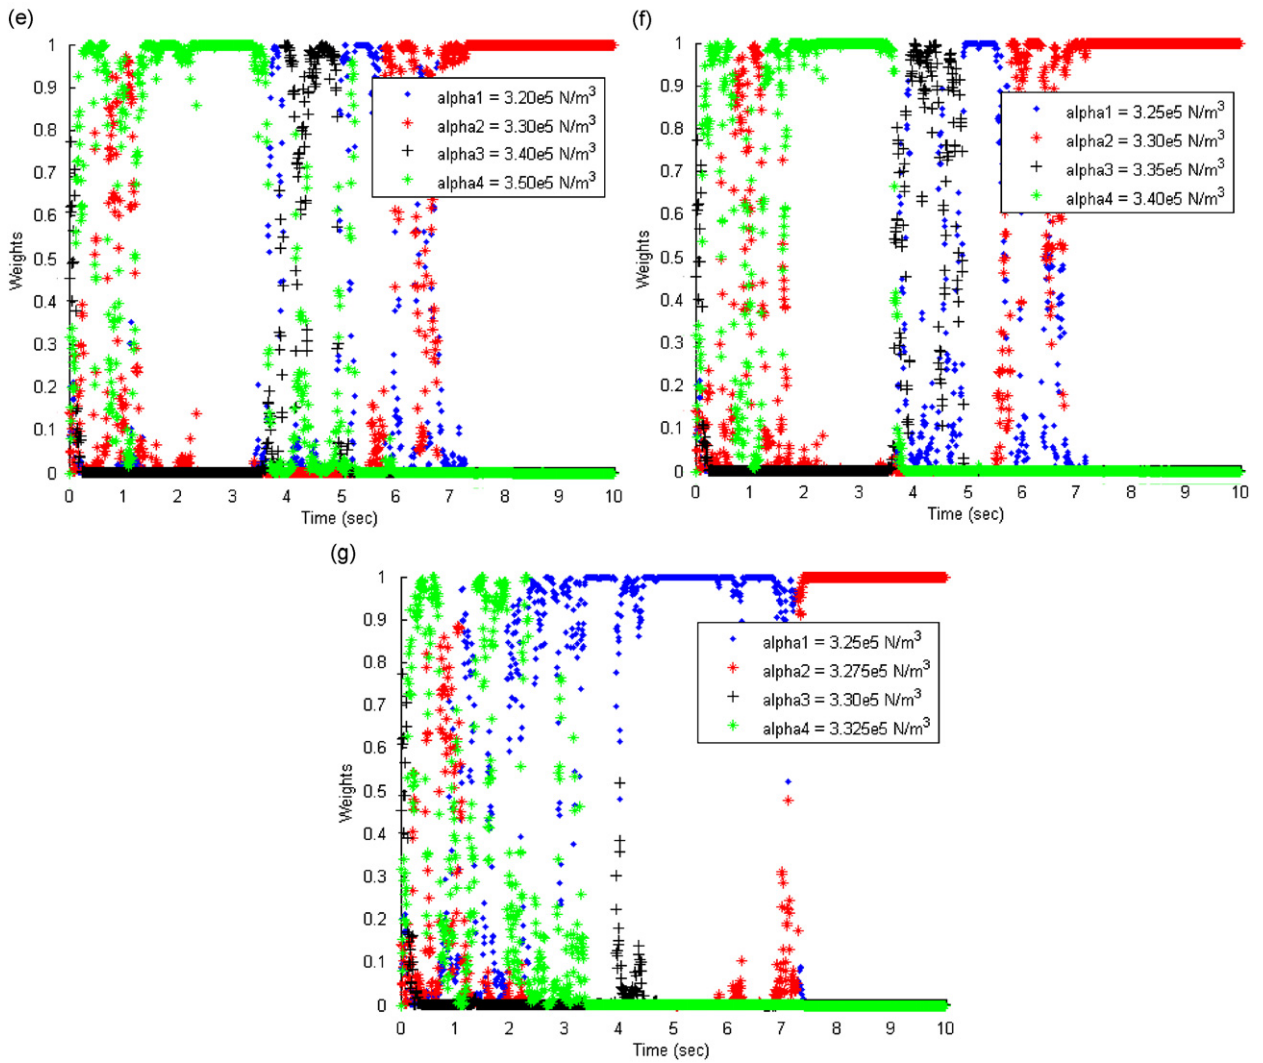 (e)
1
0.9
0.8
0.7
0.6
0.5
0.4
0.3
0.2
0.1
0
Weights
0 1 2 3 4 5 6 7 8 9 10
Time (sec)
alpha1 = 3.20e5 N/m³
alpha2 = 3.30e5 N/m³
alpha3 = 3.40e5 N/m³
alpha4 = 3.50e5 N/m³
(f)
1
0.9
0.8
0.7
0.6
0.5
0.4
0.3
0.2
0.1
0
Weights
0 1 2 3 4 5 6 7 8 9 10
Time (sec)
alpha1 = 3.25e5 N/m³
alpha2 = 3.30e5 N/m³
alpha3 = 3.35e5 N/m³
alpha4 = 3.40e5 N/m³
(g)
1
0.9
0.8
0.7
0.6
0.5
0.4
0.3
0.2
0.1
0
Weights
0 1 2 3 4 5 6 7 8 9 10
Time (sec)
alpha1 = 3.25e5 N/m³
alpha2 = 3.275e5 N/m³
alpha3 = 3.30e5 N/m³
alpha4 = 3.325e5 N/m³